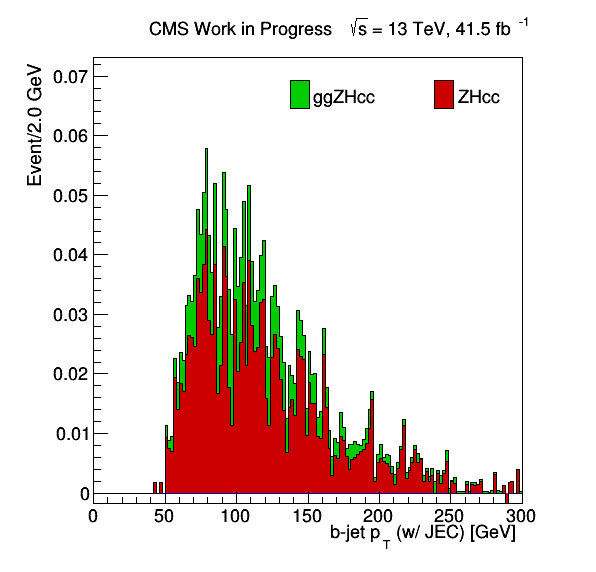 CMS Work in Progress √s = 13 TeV, 41.5 fb -1
Event/2.0 GeV
ggZHcc ZHcc
0.07
0.06
0.05
0.04
0.03
0.02
0.01
0
0 50 100 150 200 250 300
b-jet p_T (w/ JEC) [GeV]